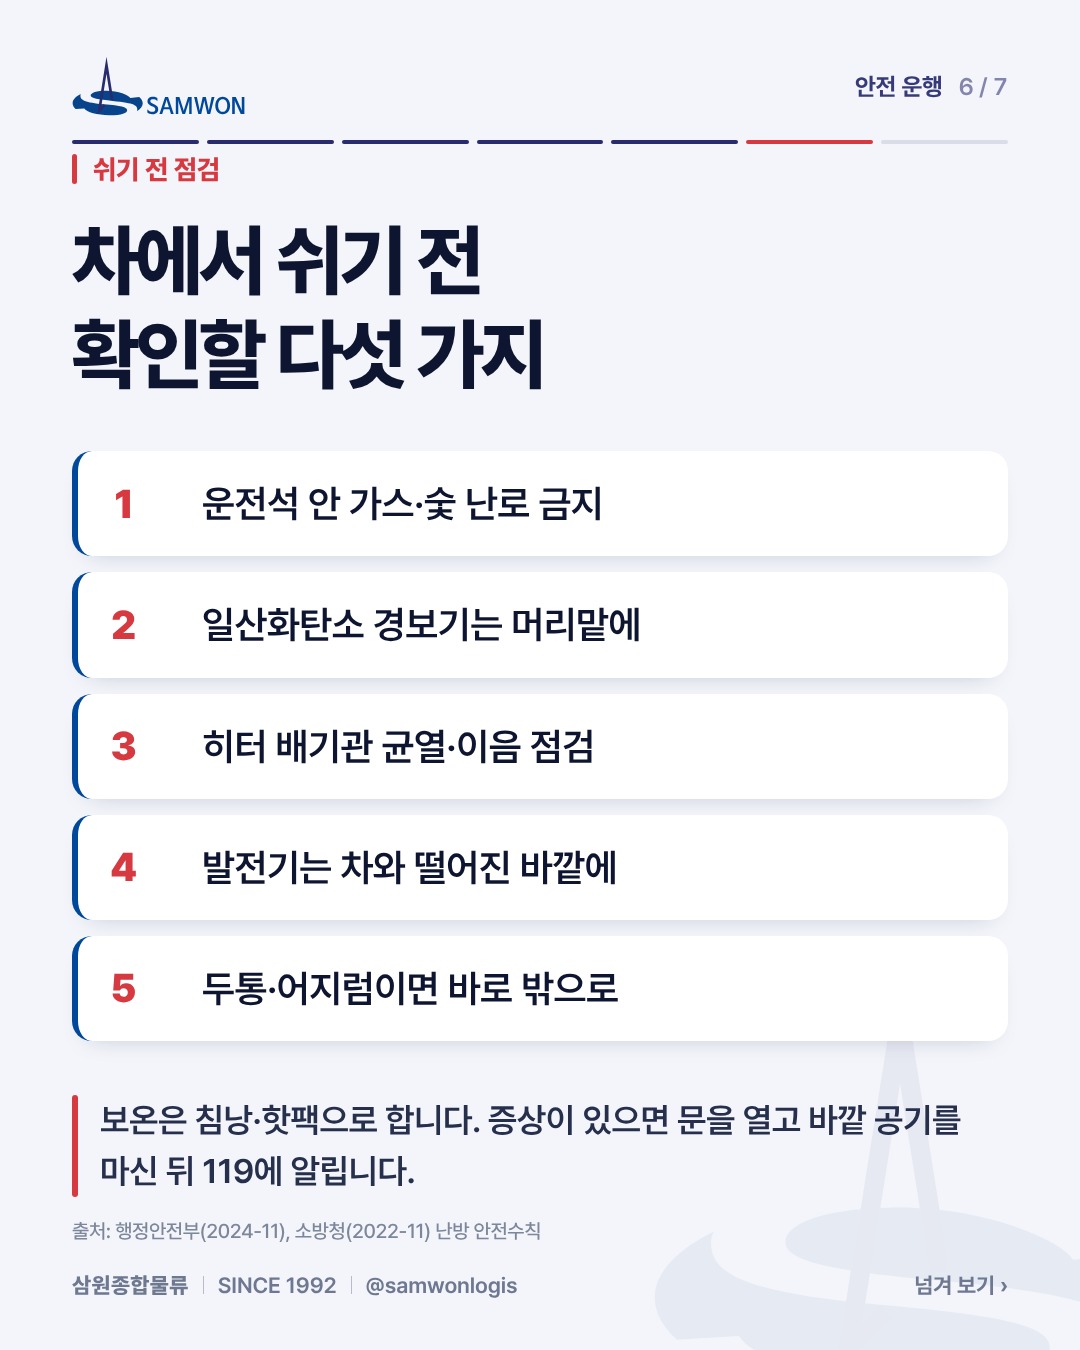 SAMWON
안전 운행 6 / 7
쉬기 전 점검
차에서 쉬기 전
확인할 다섯 가지
1 운전석 안 가스·숯 난로 금지
2 일산화탄소 경보기는 머리맡에
3 히터 배기관 균열·이음 점검
4 발전기는 차와 떨어진 바깥에
5 두통·어지럼이면 바로 밖으로
보온은 침낭·핫팩으로 합니다. 증상이 있으면 문을 열고 바깥 공기를
마신 뒤 119에 알립니다.
출처: 행정안전부(2024-11), 소방청(2022-11) 난방 안전수칙
삼원종합물류 | SINCE 1992 | @samwonlogis
넘겨 보기 ›